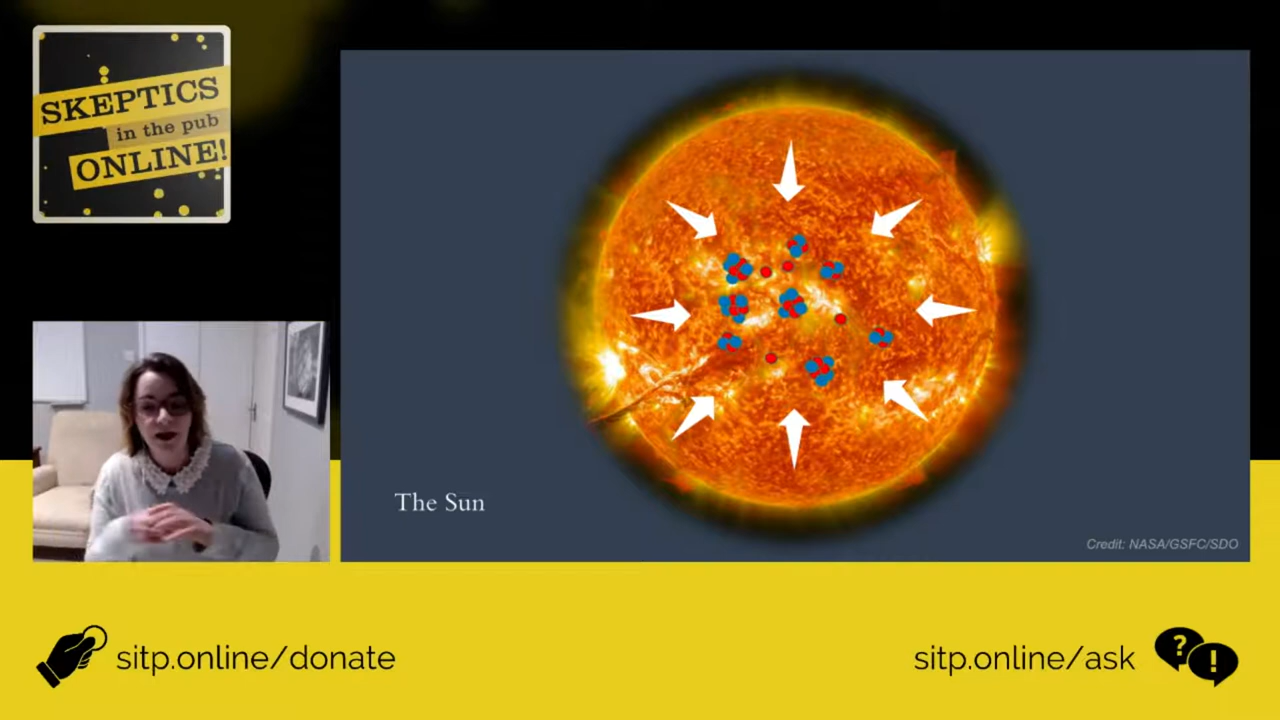 SKEPTICS
in the pub
ONLINE!
The Sun
Credit: NASA/GSFC/SDO
sitp.online/donate
sitp.online/ask
? !